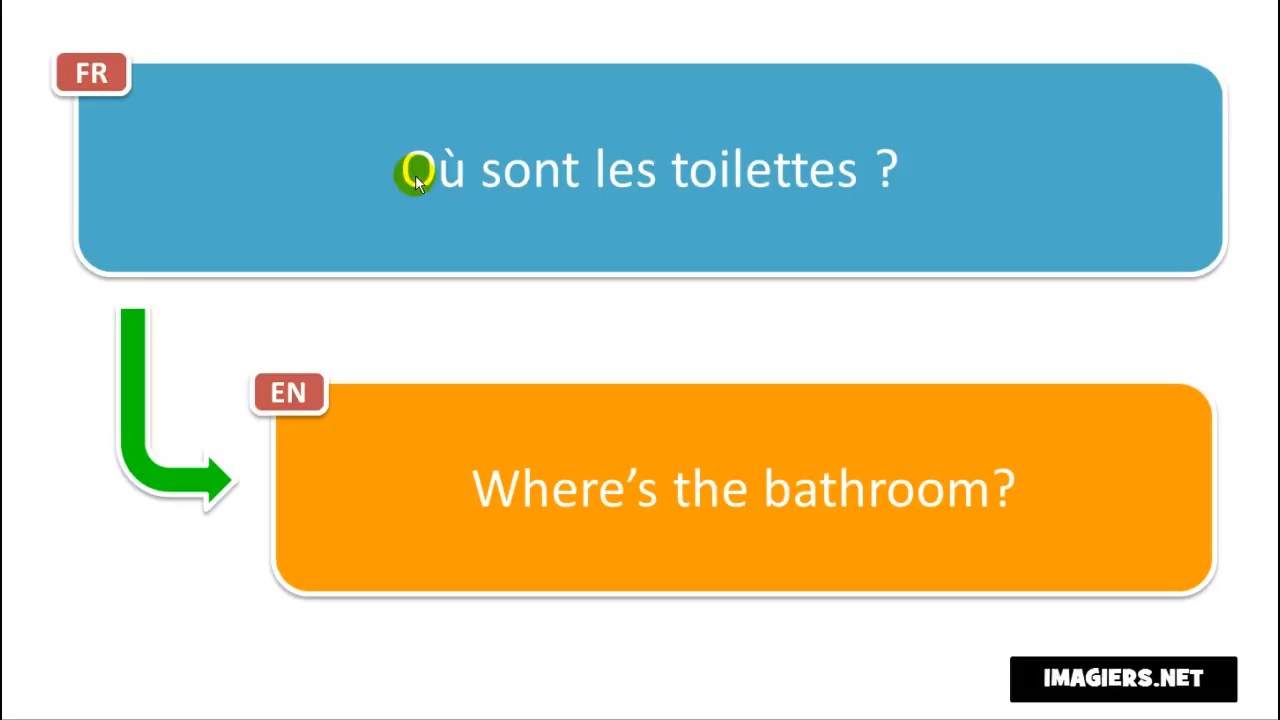 FR
Où sont les toilettes ?
EN
Where’s the bathroom?
IMAGIERS.NET